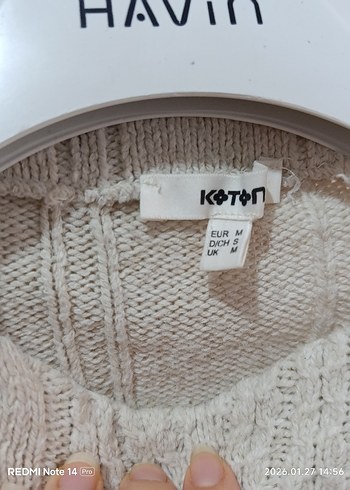 HAVIN
KOTON
EUR M
D/CH S
UK M
REDMI Note 14 Pro
2026.01.27 14:56